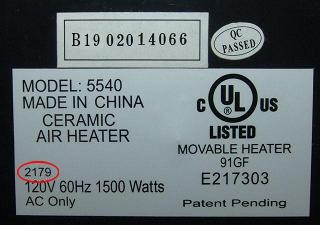 B19 02014066
QC
PASSED
MODEL: 5540
MADE IN CHINA
CERAMIC
AIR HEATER
2179
120V 60Hz 1500 Watts
AC Only
C UL US
LISTED
MOVABLE HEATER
91GF
E217303
Patent Pending